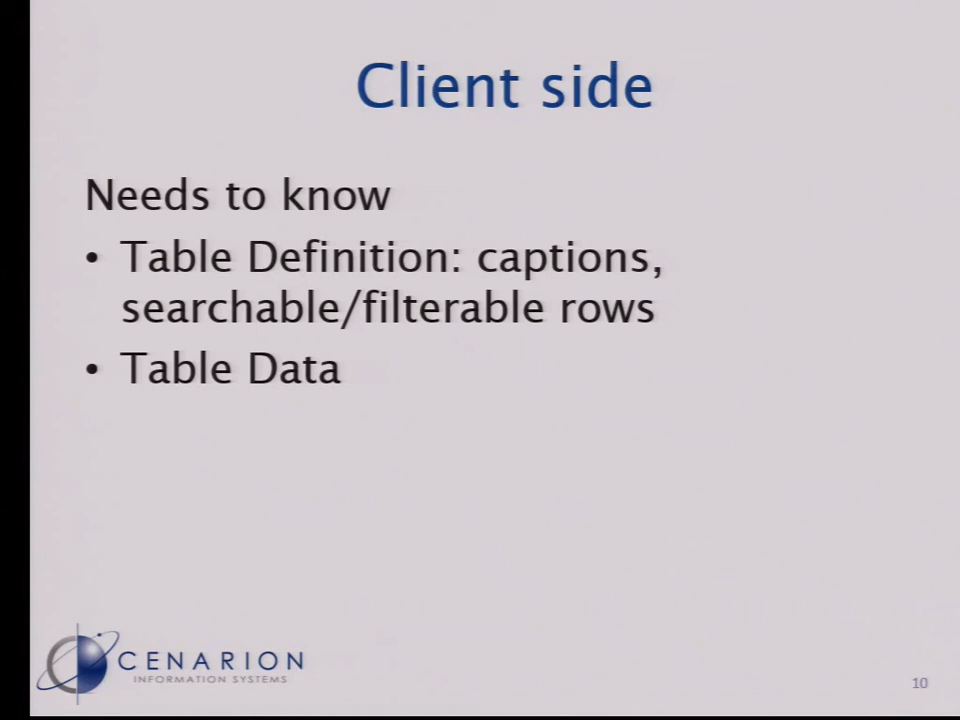 Client side
Needs to know
• Table Definition: captions,
searchable/filterable rows
• Table Data
CENARION
INFORMATION SYSTEMS
10